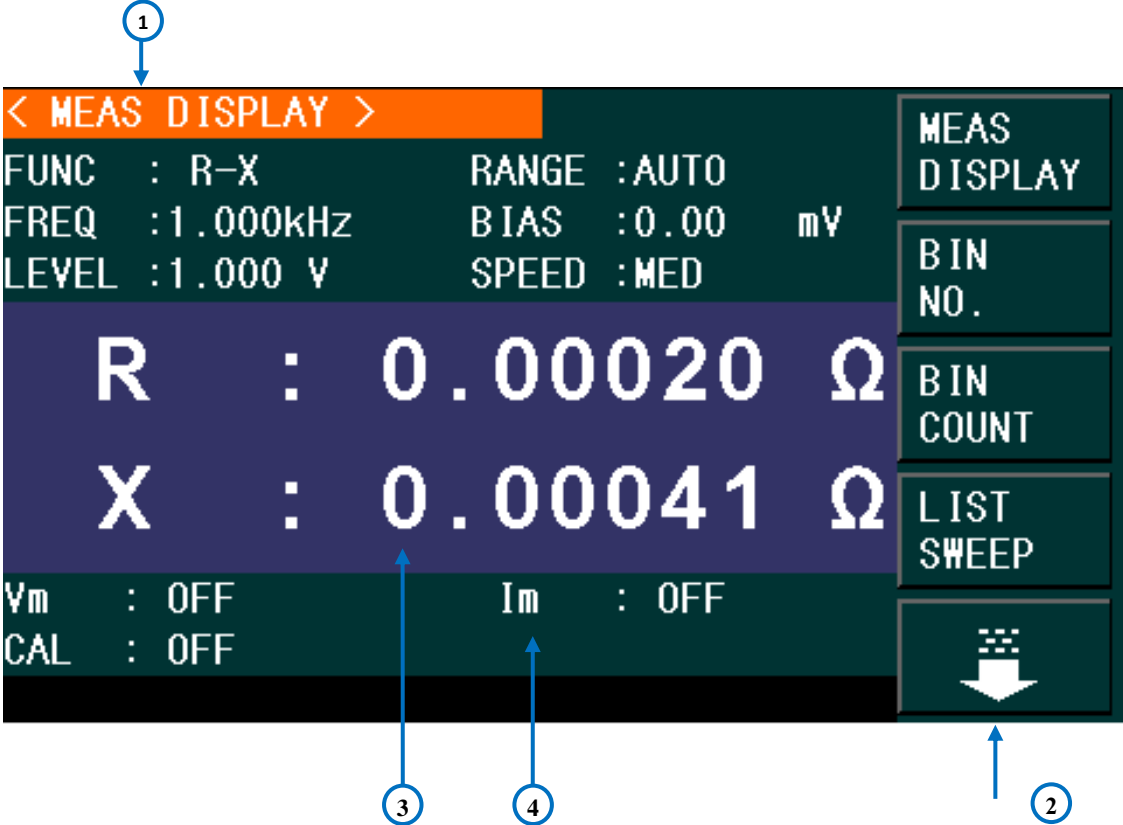 1
< MEAS DISPLAY >
FUNC : R-X RANGE :AUTO
FREQ :1.000kHz BIAS :0.00 mV
LEVEL :1.000 V SPEED :MED
R : 0.00020 Ω
X : 0.00041 Ω
Vm : OFF Im : OFF
CAL : OFF
MEAS
DISPLAY
BIN
NO.
BIN
COUNT
LIST
SWEEP
3
4
2